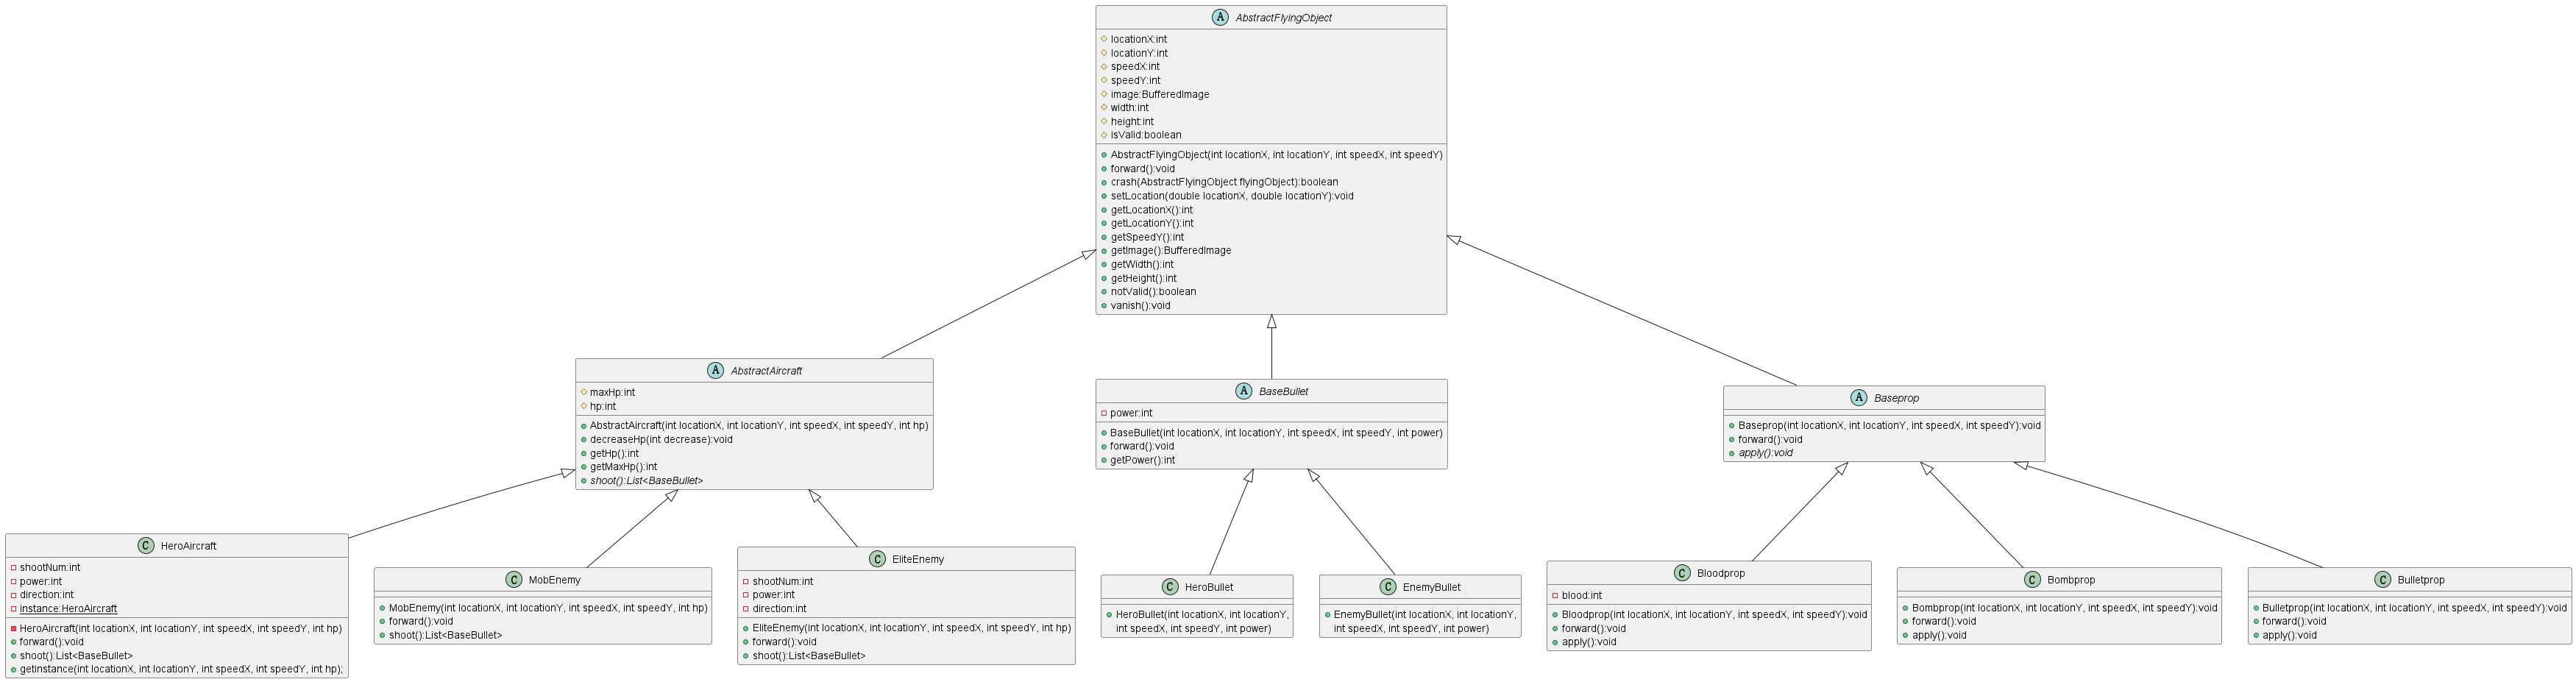 A AbstractFlyingObject
locationX:int
locationY:int
speedX:int
speedY:int
image:BufferedImage
width:int
height:int
isValid:boolean
AbstractFlyingObject(int locationX, int locationY, int speedX, int speedY)
forward():void
crash(AbstractFlyingObject flyingObject):boolean
setLocation(double locationX, double locationY):void
getLocationX():int
getLocationY():int
getSpeedY():int
getImage():BufferedImage
getWidth():int
getHeight():int
notValid():boolean
vanish():void
A AbstractAircraft
maxHp:int
hp:int
AbstractAircraft(int locationX, int locationY, int speedX, int speedY, int hp)
decreaseHp(int decrease):void
getHp():int
getMaxHp():int
shoot():List<BaseBullet>
A BaseBullet
power:int
BaseBullet(int locationX, int locationY, int speedX, int speedY, int power)
forward():void
getPower():int
A Baseprop
Baseprop(int locationX, int locationY, int speedX, int speedY):void
forward():void
apply():void
C HeroAircraft
shootNum:int
power:int
direction:int
instance:HeroAircraft
HeroAircraft(int locationX, int locationY, int speedX, int speedY, int hp)
forward():void
shoot():List<BaseBullet>
getinstance(int locationX, int locationY, int speedX, int speedY, int hp);
C MobEnemy
MobEnemy(int locationX, int locationY, int speedX, int speedY, int hp)
forward():void
shoot():List<BaseBullet>
C EliteEnemy
shootNum:int
power:int
direction:int
EliteEnemy(int locationX, int locationY, int speedX, int speedY, int hp)
forward():void
shoot():List<BaseBullet>
C HeroBullet
HeroBullet(int locationX, int locationY,
int speedX, int speedY, int power)
C EnemyBullet
EnemyBullet(int locationX, int locationY,
int speedX, int speedY, int power)
C Bloodprop
blood:int
Bloodprop(int locationX, int locationY, int speedX, int speedY):void
forward():void
apply():void
C Bombprop
Bombprop(int locationX, int locationY, int speedX, int speedY):void
forward():void
apply():void
C Bulletprop
Bulletprop(int locationX, int locationY, int speedX, int speedY):void
forward():void
apply():void